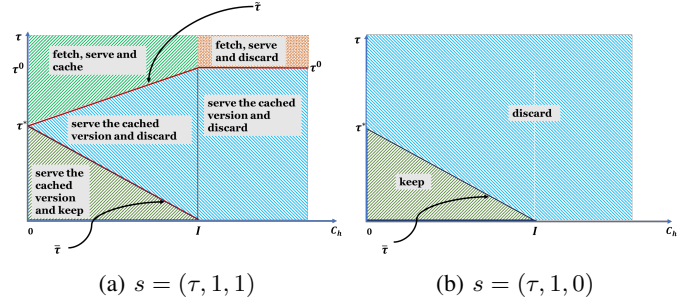 τ
τ̃
fetch, serve and
cache
fetch, serve
and discard
τ⁰
τ⁰
serve the cached
version and discard
serve the cached
version and
discard
τ*
serve the
cached
version
and keep
0
I
C_h
τ̄
(a) s = (τ, 1, 1)
τ
discard
τ*
keep
0
I
C_h
τ̄
(b) s = (τ, 1, 0)